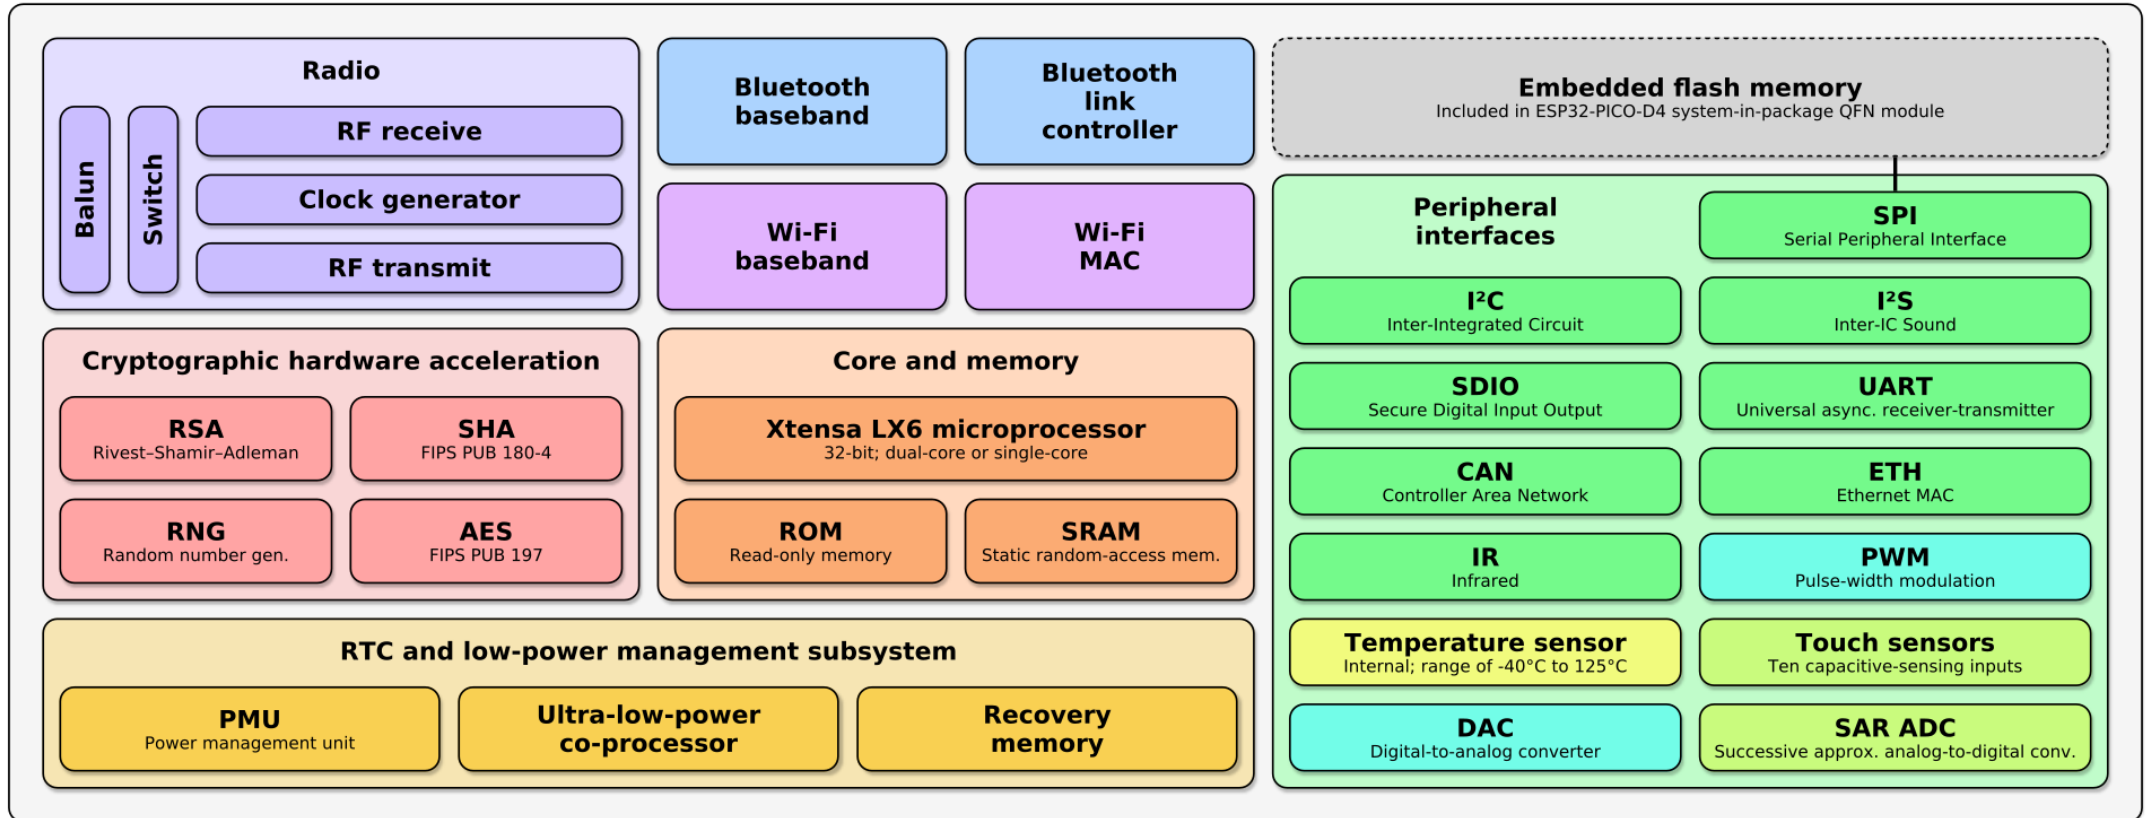 Radio
Balun
Switch
RF receive
Clock generator
RF transmit
Bluetooth
baseband
Bluetooth
link
controller
Wi-Fi
baseband
Wi-Fi
MAC
Embedded flash memory
Included in ESP32-PICO-D4 system-in-package QFN module
Cryptographic hardware acceleration
RSA
Rivest–Shamir–Adleman
SHA
FIPS PUB 180-4
RNG
Random number gen.
AES
FIPS PUB 197
Core and memory
Xtensa LX6 microprocessor
32-bit; dual-core or single-core
ROM
Read-only memory
SRAM
Static random-access mem.
RTC and low-power management subsystem
PMU
Power management unit
Ultra-low-power
co-processor
Recovery
memory
Peripheral
interfaces
SPI
Serial Peripheral Interface
I²C
Inter-Integrated Circuit
I²S
Inter-IC Sound
SDIO
Secure Digital Input Output
UART
Universal async. receiver-transmitter
CAN
Controller Area Network
ETH
Ethernet MAC
IR
Infrared
PWM
Pulse-width modulation
Temperature sensor
Internal; range of -40°C to 125°C
Touch sensors
Ten capacitive-sensing inputs
DAC
Digital-to-analog converter
SAR ADC
Successive approx. analog-to-digital conv.